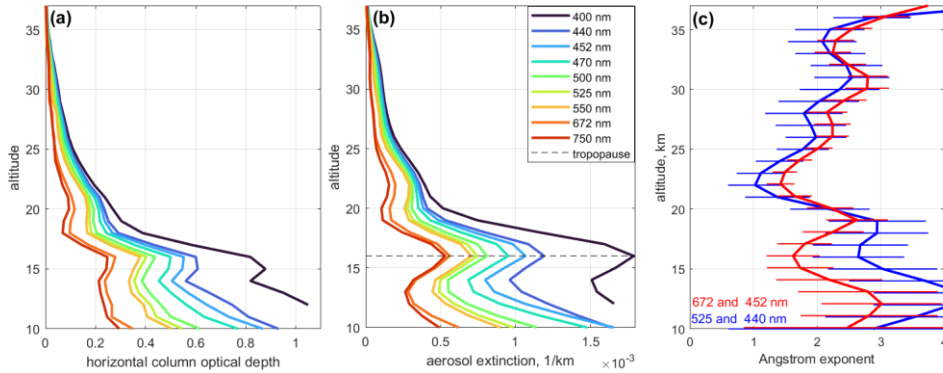 (a)
altitude
35
30
25
20
15
10
0
0.2
0.4
0.6
0.8
1
horizontal column optical depth
(b)
400 nm
440 nm
452 nm
470 nm
500 nm
525 nm
550 nm
672 nm
750 nm
tropopause
altitude
35
30
25
20
15
10
0
0.5
1
1.5
aerosol extinction, 1/km
×10⁻³
(c)
altitude, km
35
30
25
20
15
10
672 and 452 nm
525 and 440 nm
0
1
2
3
4
Angstrom exponent